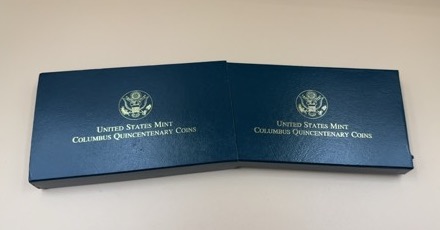 UNITED STATES MINT
COLUMBUS QUINCENTENARY COINS
UNITED STATES MINT
COLUMBUS QUINCENTENARY COINS